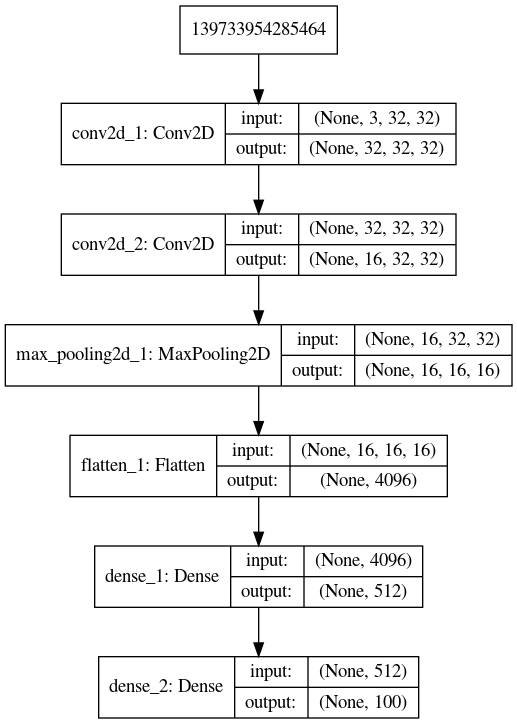 139733954285464
conv2d_1: Conv2D
input:
(None, 3, 32, 32)
output:
(None, 32, 32, 32)
conv2d_2: Conv2D
input:
(None, 32, 32, 32)
output:
(None, 16, 32, 32)
max_pooling2d_1: MaxPooling2D
input:
(None, 16, 32, 32)
output:
(None, 16, 16, 16)
flatten_1: Flatten
input:
(None, 16, 16, 16)
output:
(None, 4096)
dense_1: Dense
input:
(None, 4096)
output:
(None, 512)
dense_2: Dense
input:
(None, 512)
output:
(None, 100)